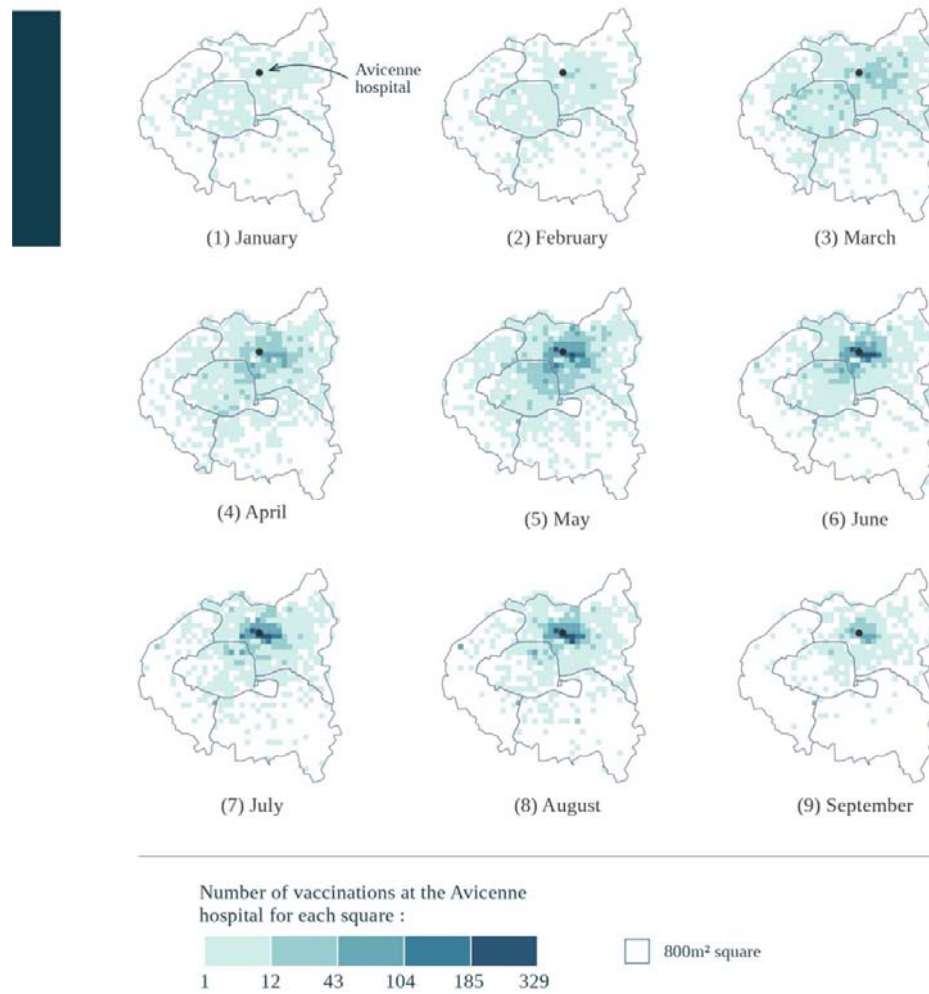 Avicenne
hospital
(1) January
(2) February
(3) March
(4) April
(5) May
(6) June
(7) July
(8) August
(9) September
Number of vaccinations at the Avicenne
hospital for each square :
1 12 43 104 185 329
800m² square